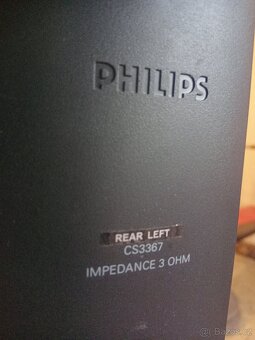 PHILIPS
REAR LEFT
CS3367
IMPEDANCE 3 OHM